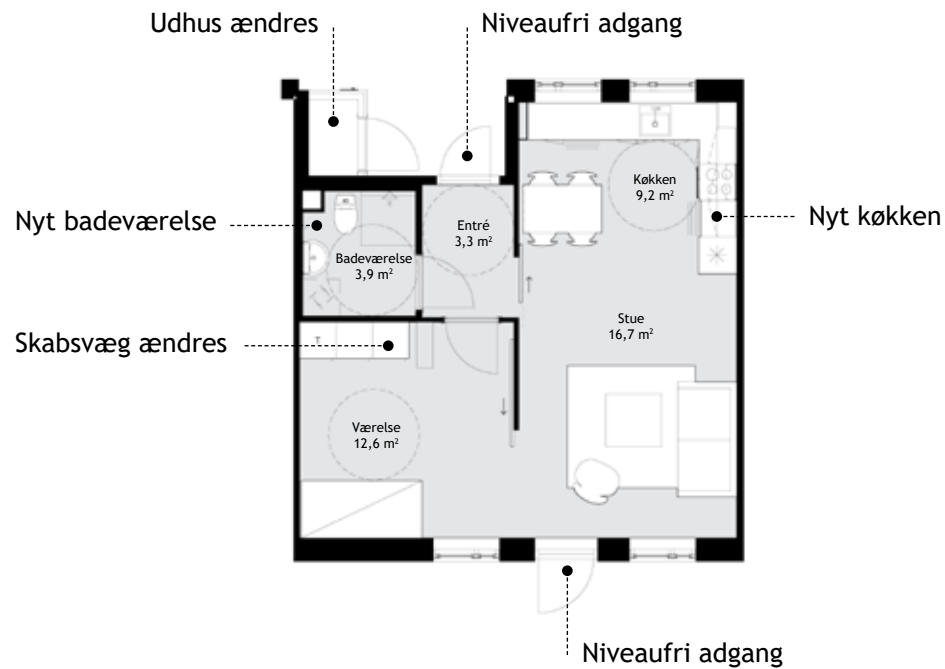 Udhus ændres
Niveaufri adgang
Køkken
9,2 m²
Nyt badeværelse
Entré
3,3 m²
Nyt køkken
Badeværelse
3,9 m²
Stue
16,7 m²
Skabsvæg ændres
T
Værelse
12,6 m²
Niveaufri adgang